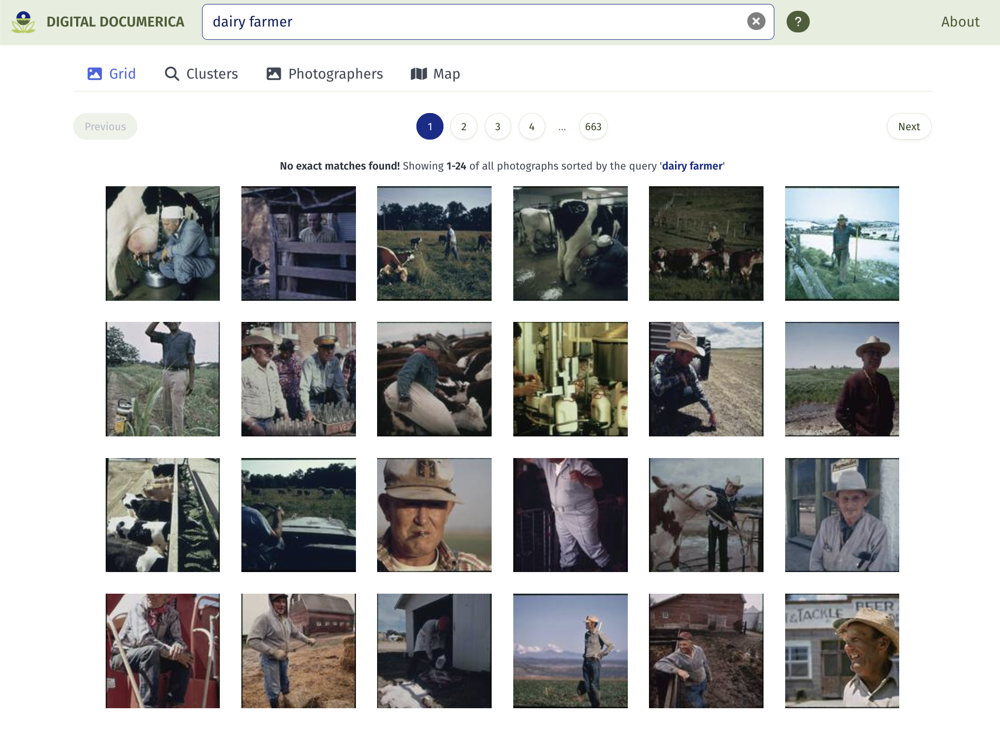 DIGITAL DOCUMERICA
dairy farmer
?
About
Grid
Clusters
Photographers
Map
Previous
1
2
3
4
...
663
Next
No exact matches found! Showing 1-24 of all photographs sorted by the query 'dairy farmer'
Paymaster
BEER
&TACKLE